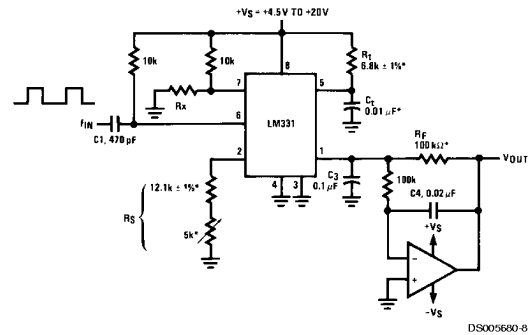 +VS = +4.5V TO +20V
10k
10k
Rt
6.8k ± 1%*
8
7
5
Rx
Ct
0.01 µF*
fIN
C1, 470 pF
6
LM331
RF
100 kΩ*
2
1
VOUT
4
3
C3
0.1 µF
100k
C4, 0.02 µF
12.1k ± 1%*
RS
5k*
+VS
−
+
−VS
DS005680-8